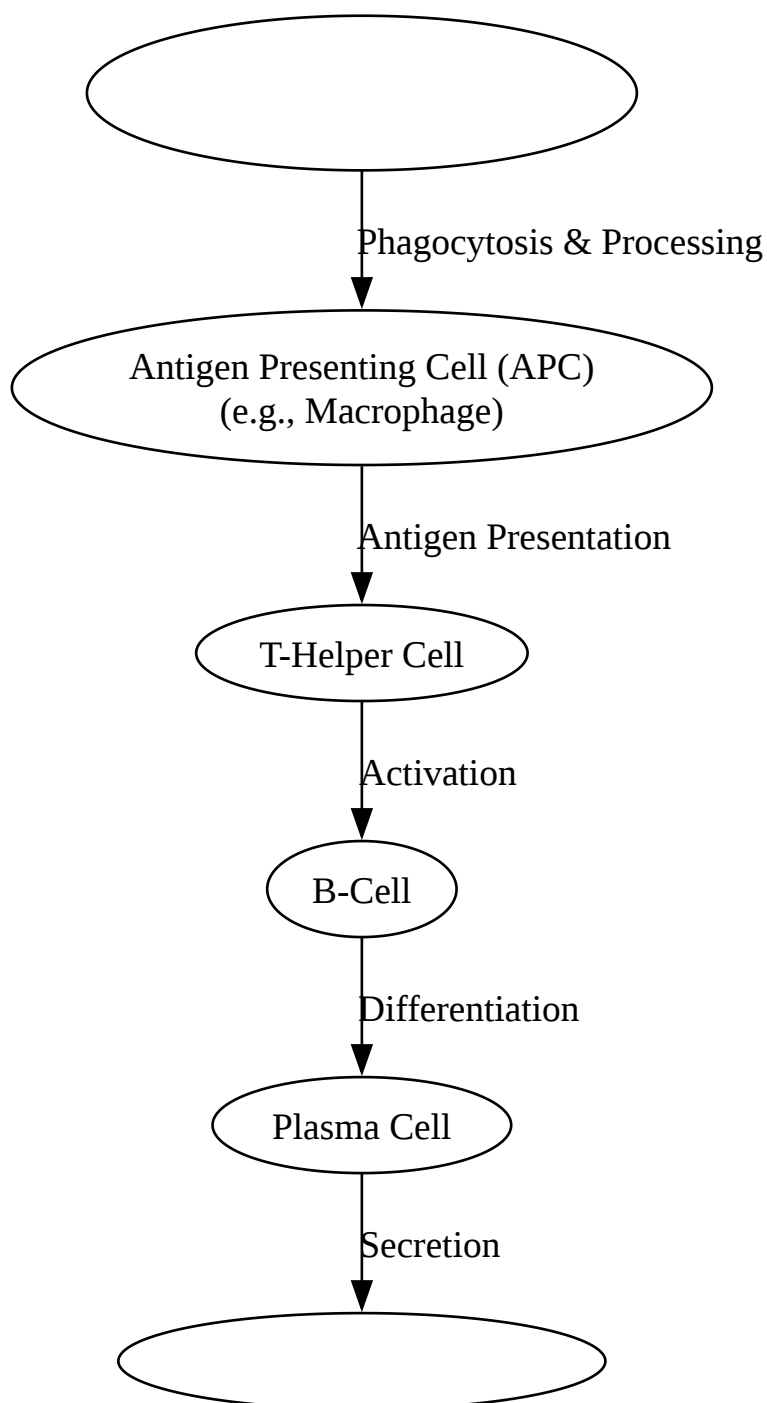 Phagocytosis & Processing
Antigen Presenting Cell (APC)
(e.g., Macrophage)
Antigen Presentation
T-Helper Cell
Activation
B-Cell
Differentiation
Plasma Cell
Secretion